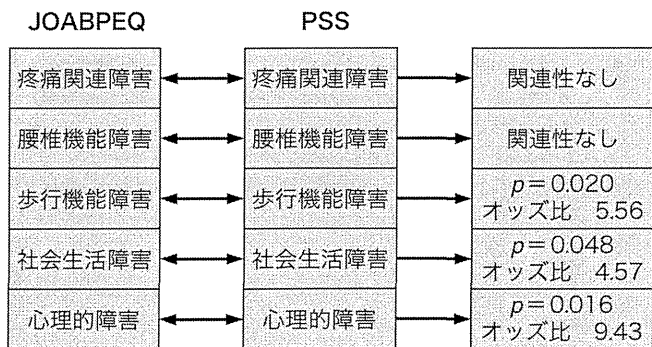 JOABPEQ PSS
疼痛関連障害 疼痛関連障害 関連性なし
腰椎機能障害 腰椎機能障害 関連性なし
歩行機能障害 歩行機能障害 p=0.020
オッズ比 5.56
社会生活障害 社会生活障害 p=0.048
オッズ比 4.57
心理的障害 心理的障害 p=0.016
オッズ比 9.43